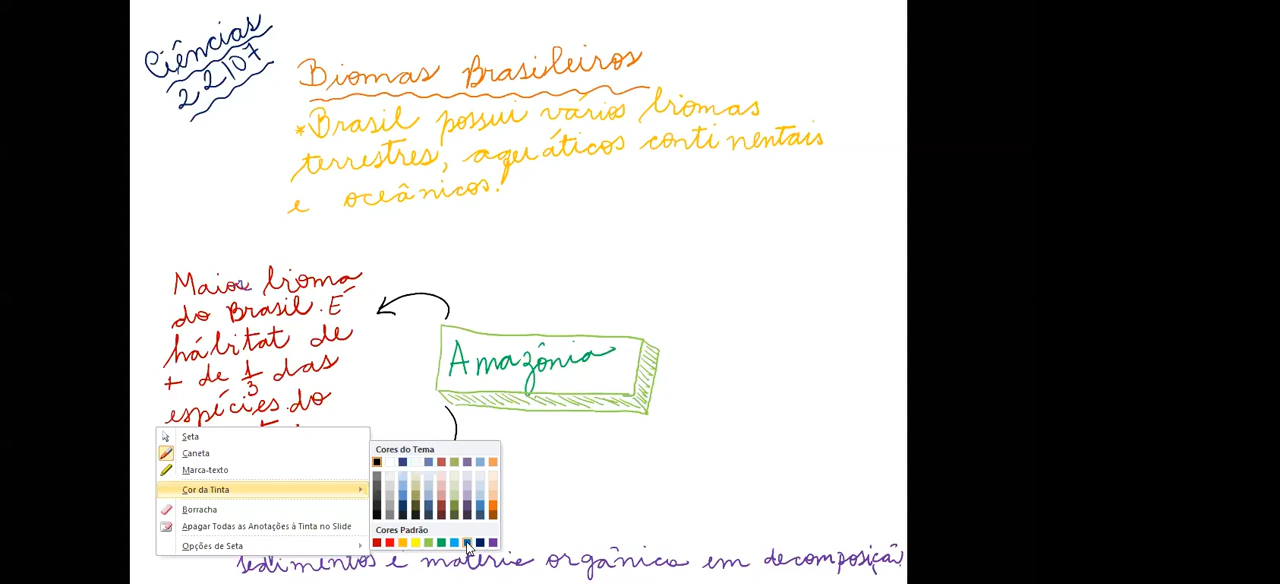 Ciências
22/07
Biomas Brasileiros
*Brasil possui vários biomas
terrestres, aquáticos continentais
e oceânicos.
Maior bioma
do Brasil. É
hábitat de
+ de 1/3 das
espécies do
Amazônia
Seta
Caneta
Marca-texto
Cor da Tinta
Borracha
Apagar Todas as Anotações à Tinta no Slide
Opções de Seta
Cores do Tema
Cores Padrão
sedimentos e matéria orgânica em decomposição